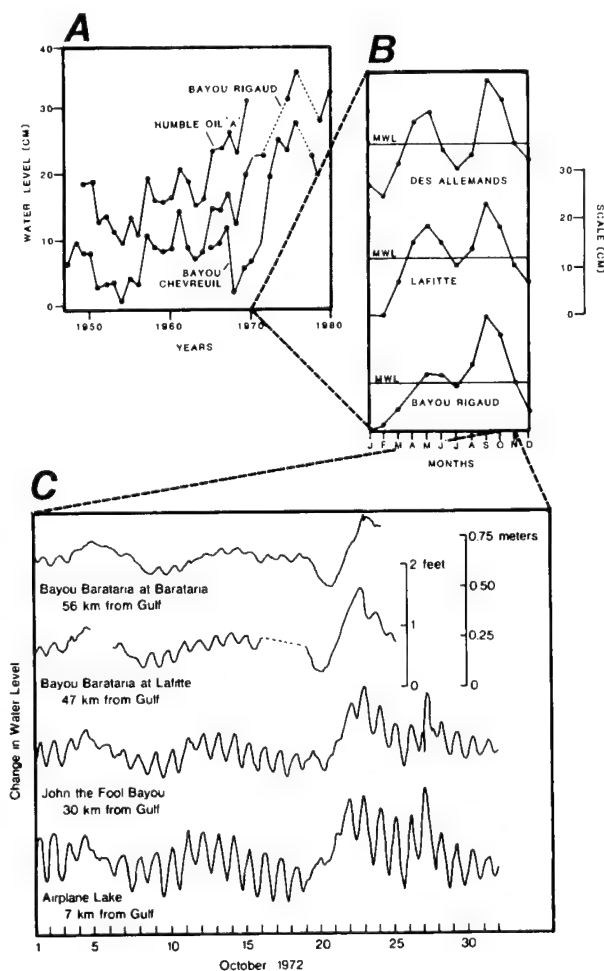 A
WATER LEVEL (CM)
40
30
20
10
0
BAYOU RIGAUD
HUMBLE OIL 'A'
BAYOU
CHEVREUIL
1950
1960
1970
1980
YEARS
B
MWL
DES ALLEMANDS
MWL
LAFITTE
MWL
BAYOU RIGAUD
J F M A M J J A S O N D
MONTHS
30
20
10
0
SCALE (CM)
C
Change in Water Level
Bayou Barataria at Barataria
56 km from Gulf
Bayou Barataria at Lafitte
47 km from Gulf
John the Fool Bayou
30 km from Gulf
Airplane Lake
7 km from Gulf
2 feet
1
0
0.75 meters
0 50
0.25
0
1 5 10 15 20 25 30
October 1972